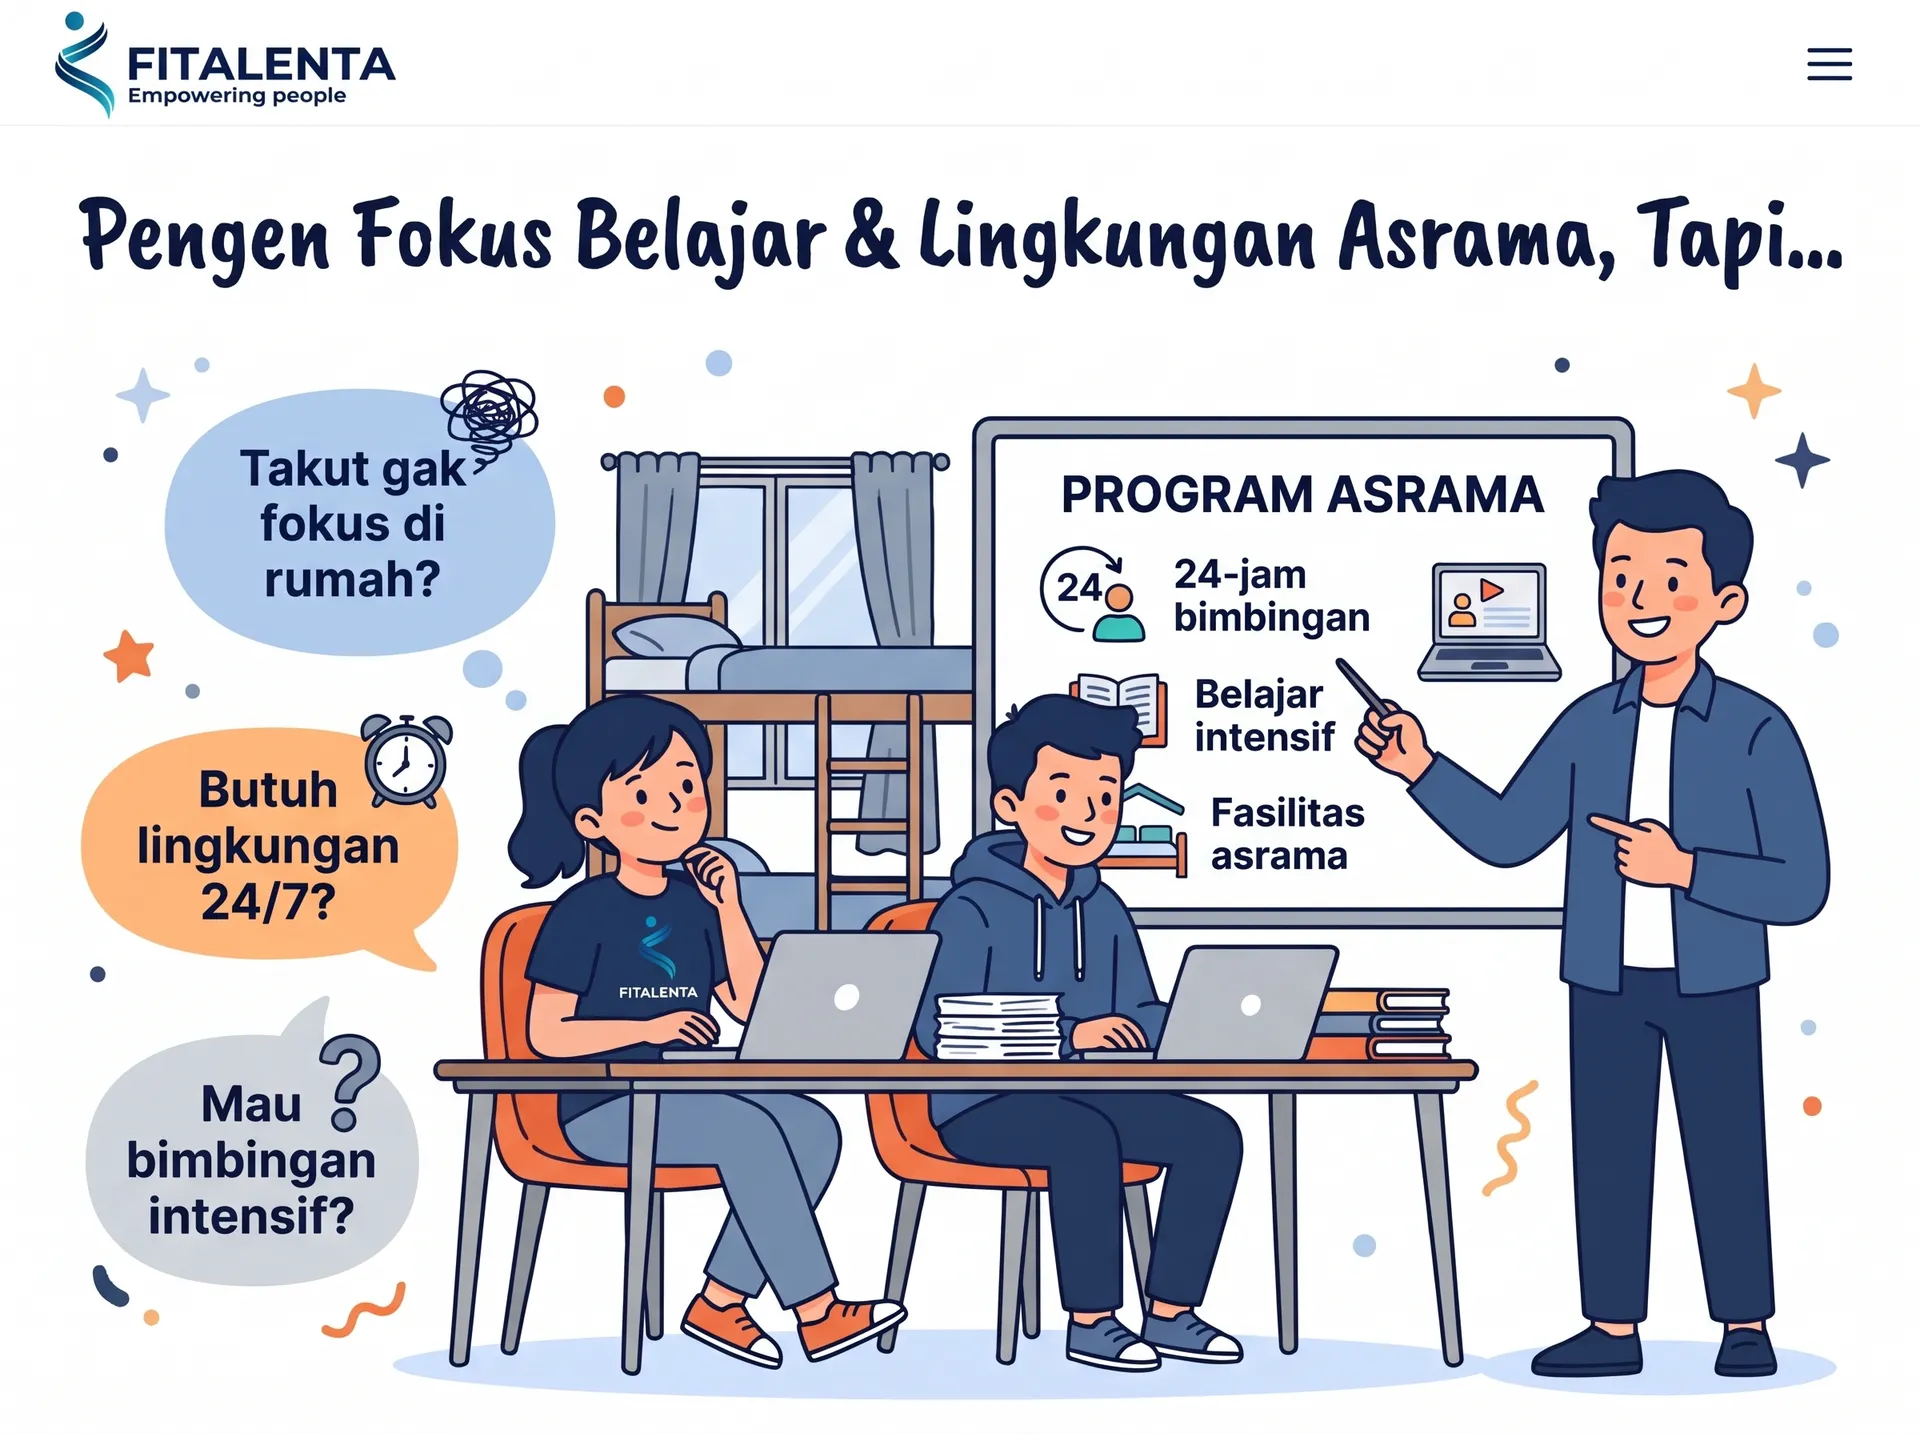 FITALENTA
Empowering people
Pengen Fokus Belajar & Lingkungan Asrama, Tapi...
Takut gak
fokus di
rumah?
Butuh
lingkungan
24/7?
Mau
bimbingan
intensif?
PROGRAM ASRAMA
24
24-jam
bimbingan
Belajar
intensif
Fasilitas
asrama
FITALENTA